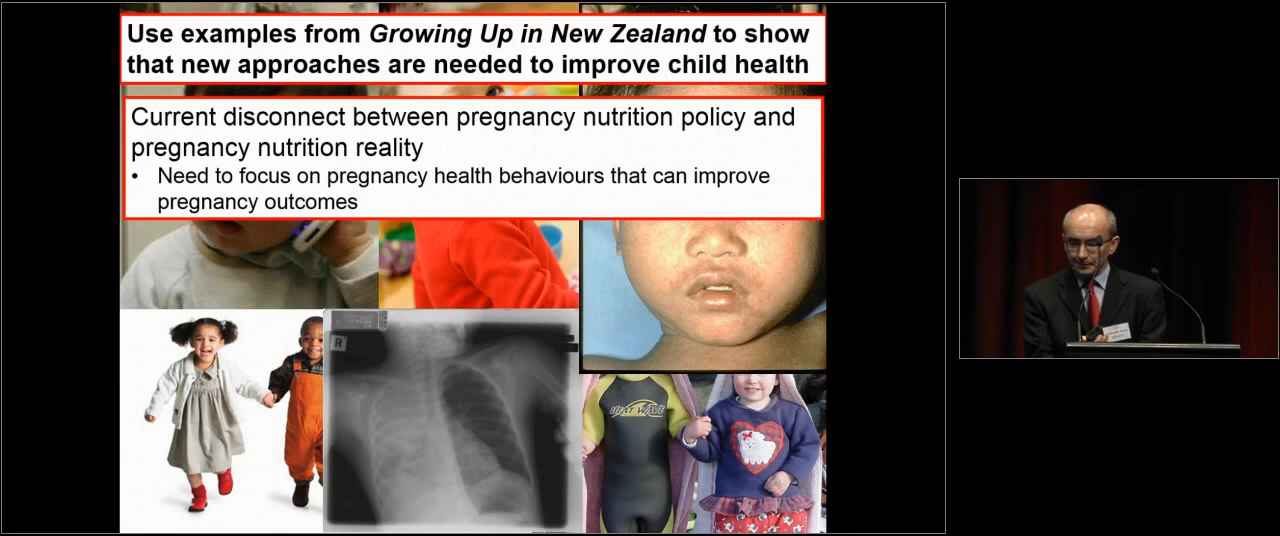 Use examples from Growing Up in New Zealand to show
that new approaches are needed to improve child health
Current disconnect between pregnancy nutrition policy and
pregnancy nutrition reality
• Need to focus on pregnancy health behaviours that can improve
pregnancy outcomes
R
HEAT WAVE